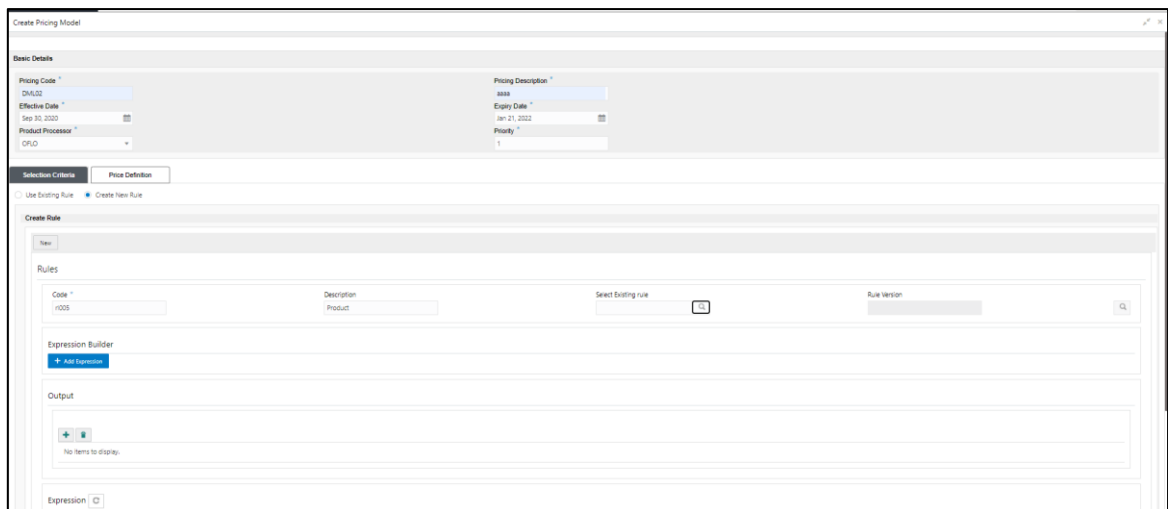 Create Pricing Model
Basic Details
Pricing Code * Pricing Description *
DML02 aaaa
Effective Date * Expiry Date *
Sep 30, 2020 Jan 21, 2022
Product Processor * Priority *
OFLO 1
Selection Criteria Price Definition
Use Existing Rule Create New Rule
Create Rule
New
Rules
Code * Description Select Existing rule Rule Version
rl005 Product
Expression Builder
+ Add Expression
Output
No items to display.
Expression